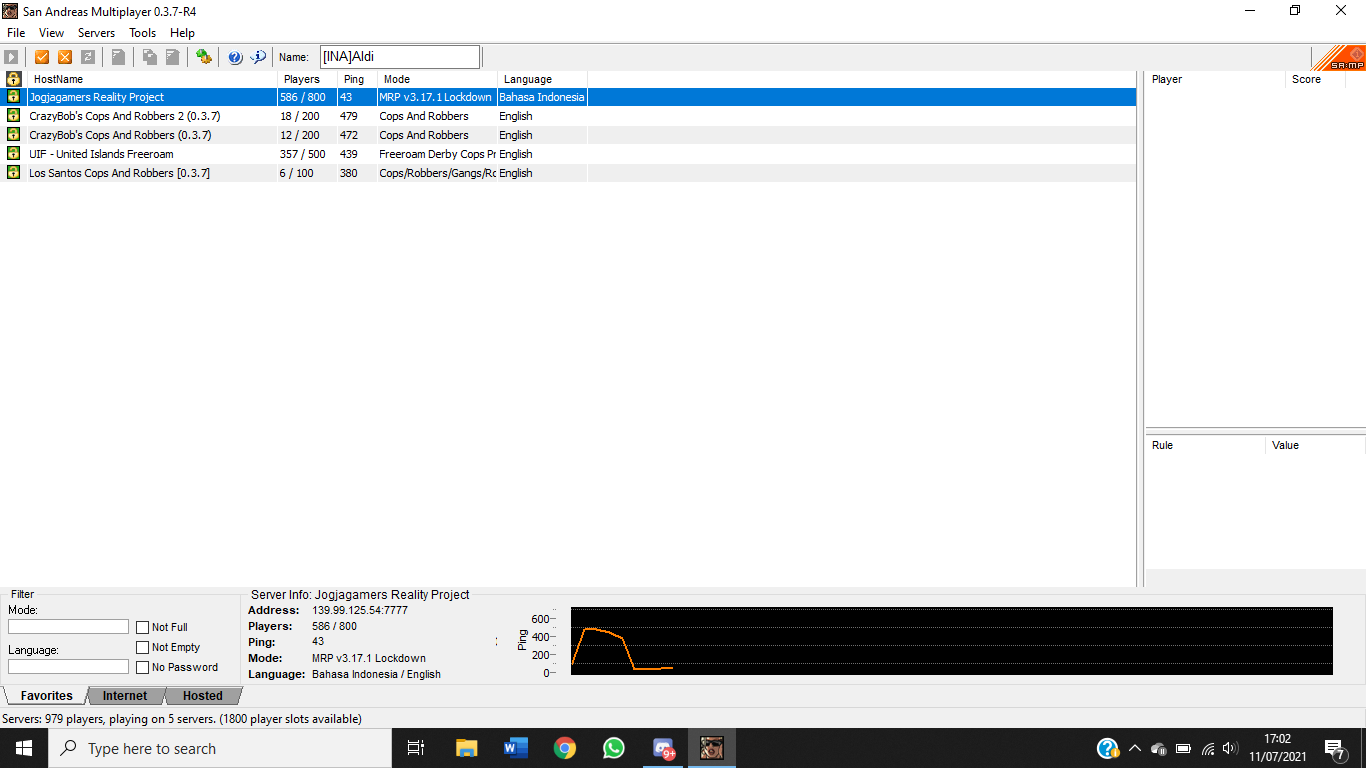 San Andreas Multiplayer 0.3.7-R4
File View Servers Tools Help
Name: [INA]Aldi
SA:MP
HostName Players Ping Mode Language
Jogjagamers Reality Project 586 / 800 43 MRP v3.17.1 Lockdown Bahasa Indonesia
CrazyBob's Cops And Robbers 2 (0.3.7) 18 / 200 479 Cops And Robbers English
CrazyBob's Cops And Robbers (0.3.7) 12 / 200 472 Cops And Robbers English
UIF - United Islands Freeroam 357 / 500 439 Freeroam Derby Cops Pr English
Los Santos Cops And Robbers [0.3.7] 6 / 100 380 Cops/Robbers/Gangs/Ro English
Player Score
Rule Value
Filter
Mode:
Not Full
Not Empty
Language:
No Password
Server Info: Jogjagamers Reality Project
Address: 139.99.125.54:7777
Players: 586 / 800
Ping: 43
Mode: MRP v3.17.1 Lockdown
Language: Bahasa Indonesia / English
Ping
600
400
200
0
Favorites Internet Hosted
Servers: 979 players, playing on 5 servers. (1800 player slots available)
Type here to search
W
9+
17:02
11/07/2021
7